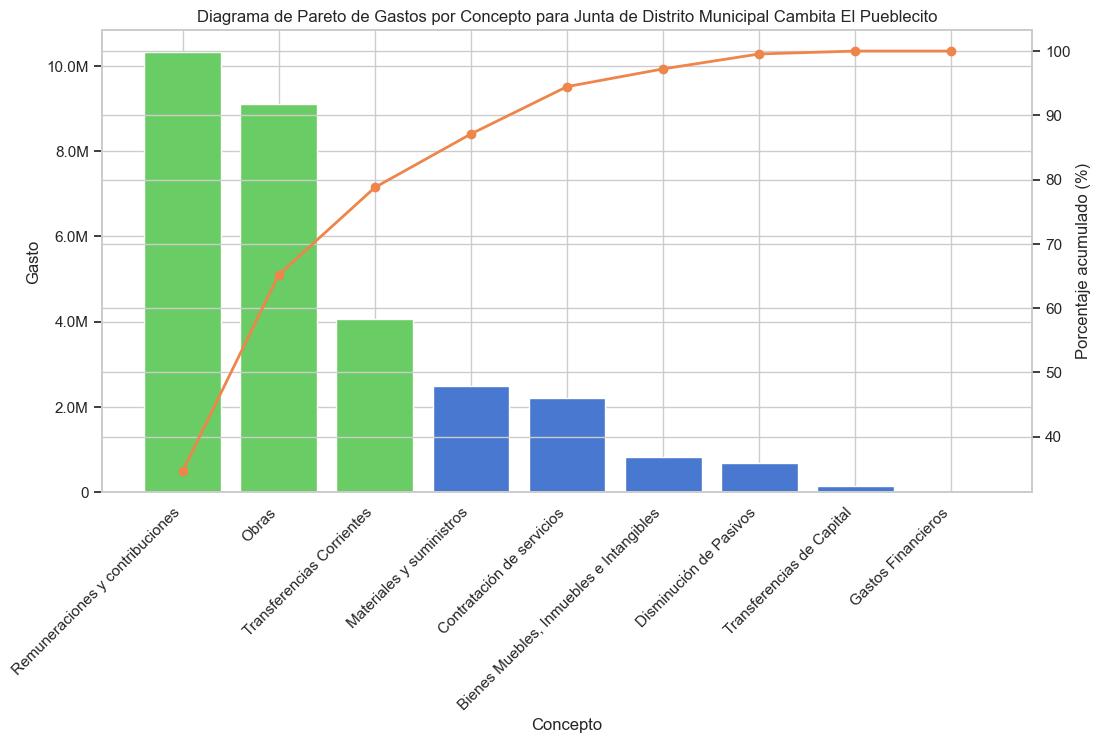 Diagrama de Pareto de Gastos por Concepto para Junta de Distrito Municipal Cambita El Pueblecito
Gasto
10.0M
8.0M
6.0M
4.0M
2.0M
0
100
90
80
70
60
50
40
Porcentaje acumulado (%)
Remuneraciones y contribuciones
Obras
Transferencias Corrientes
Materiales y suministros
Contratación de servicios
Bienes Muebles, Inmuebles e Intangibles
Disminución de Pasivos
Transferencias de Capital
Gastos Financieros
Concepto